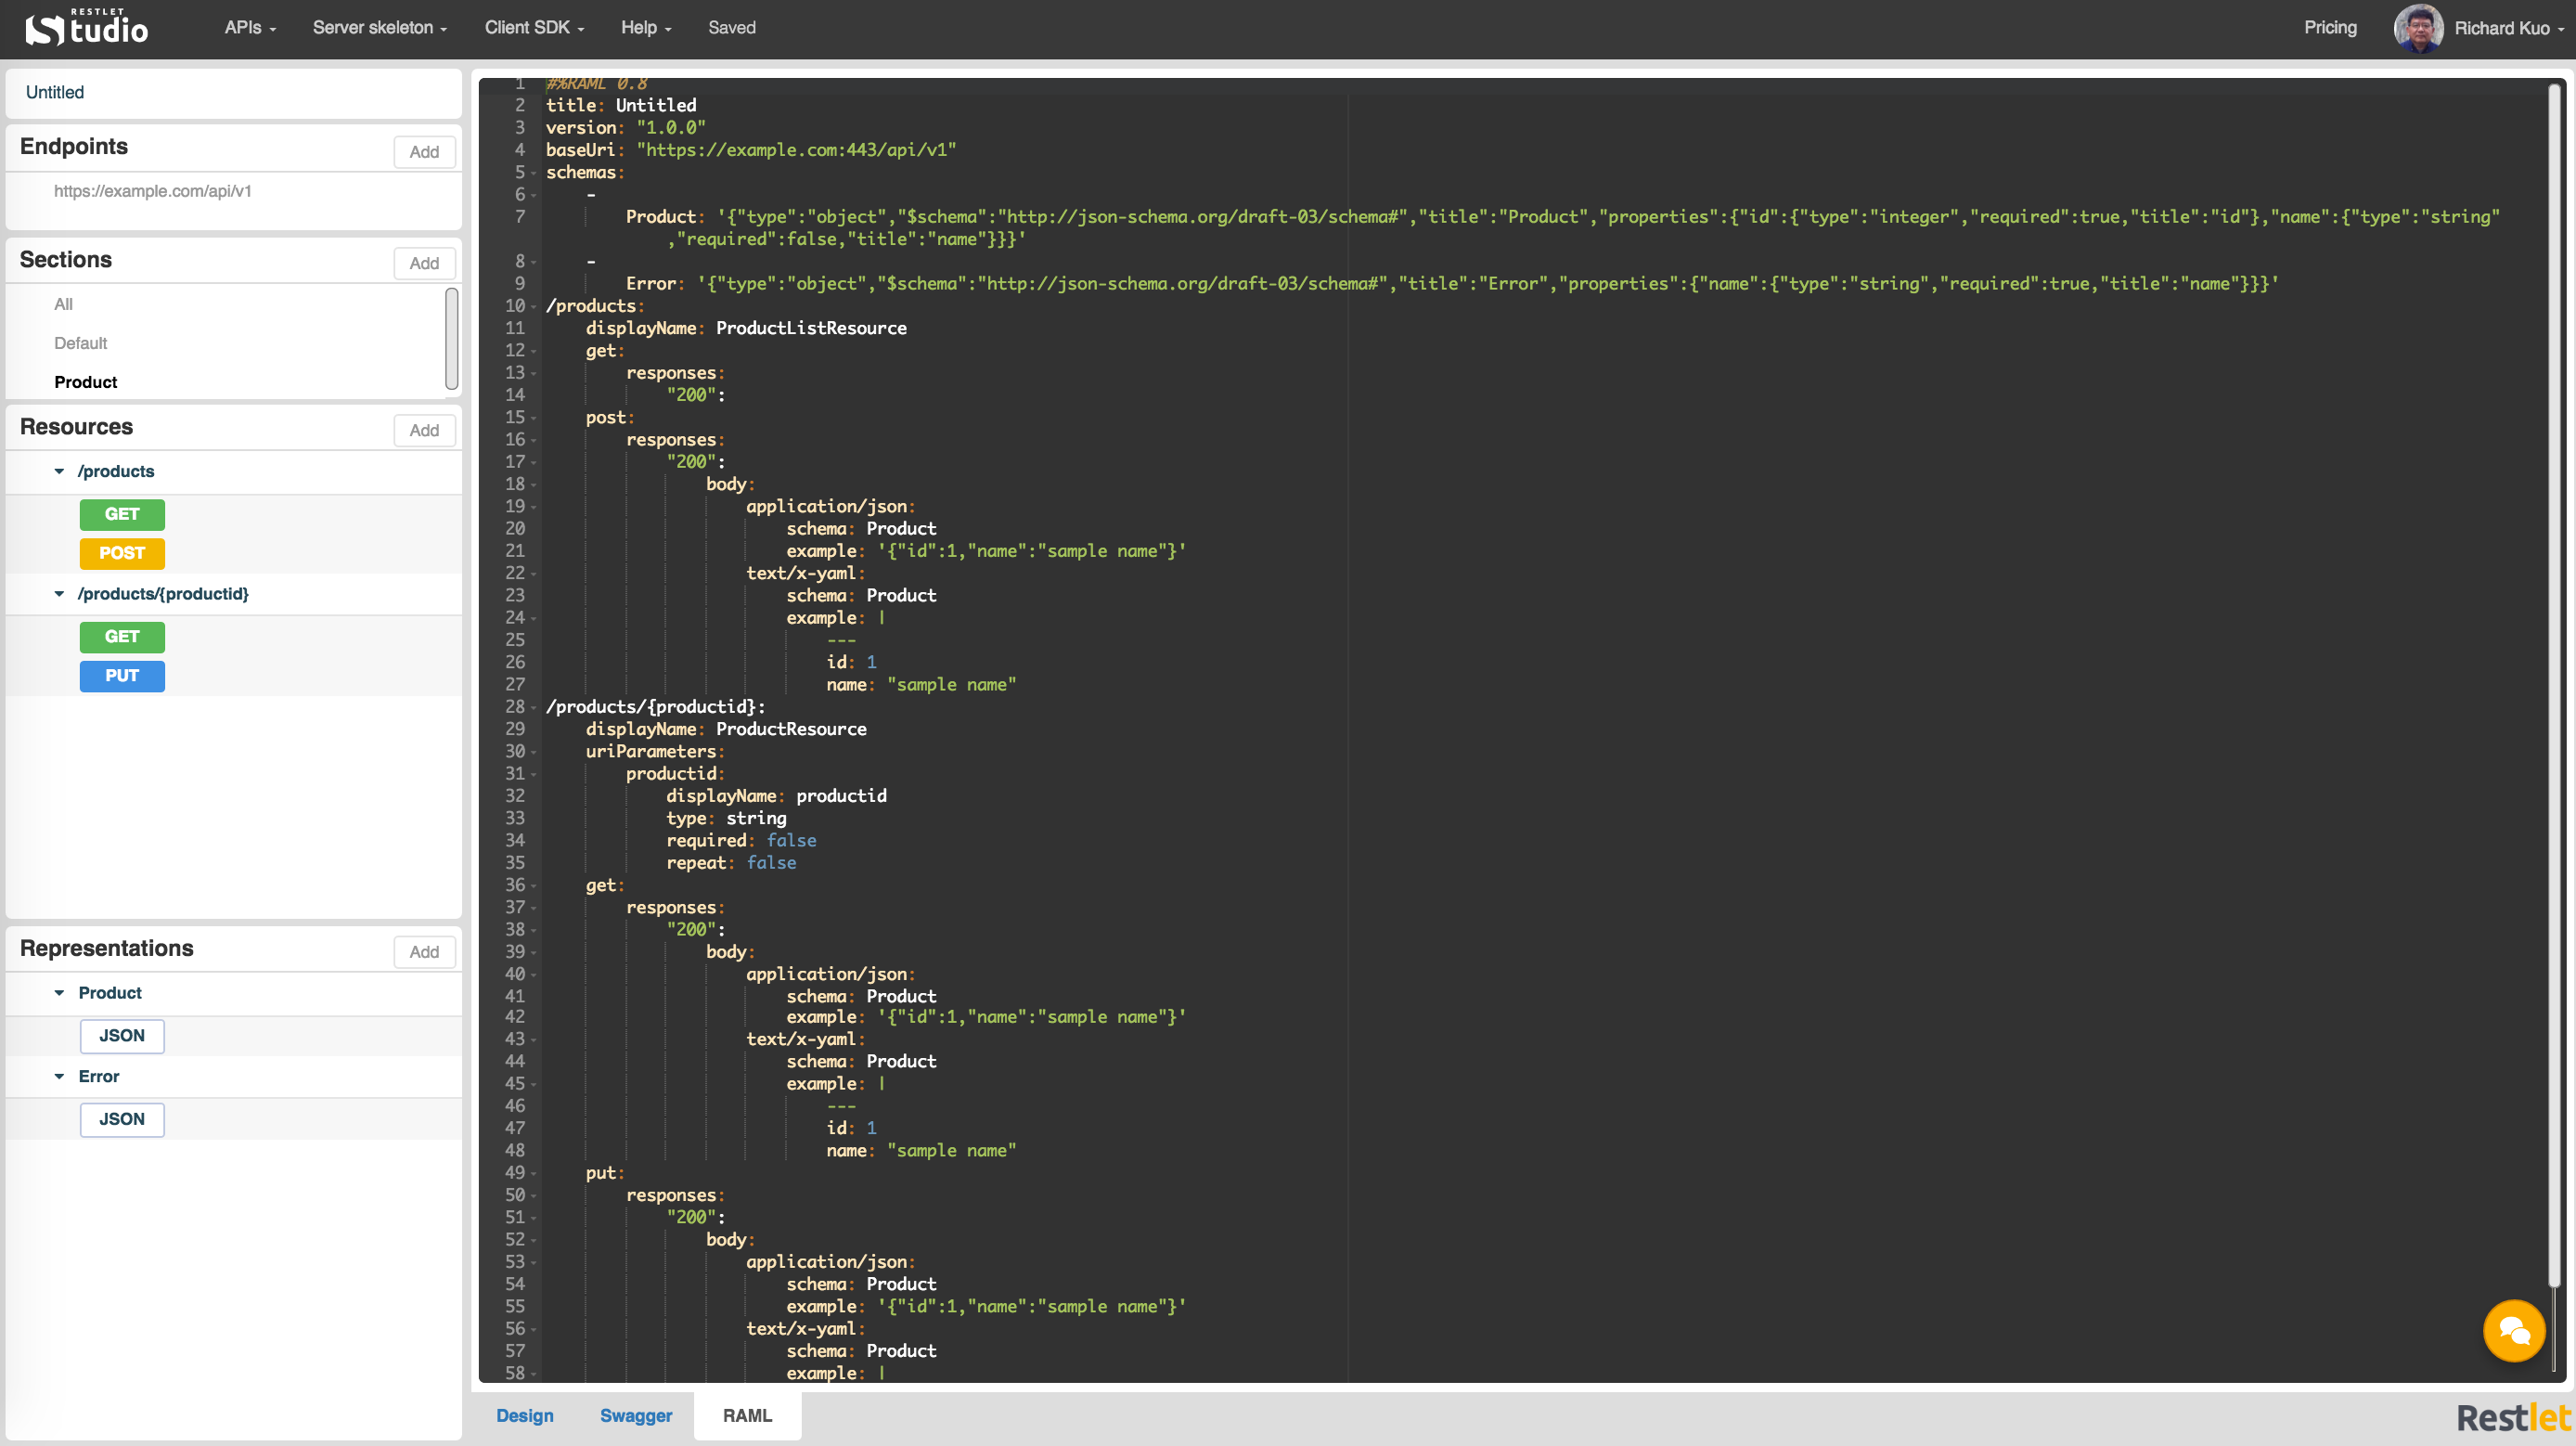 RESTLET
Studio
APIs
Server skeleton
Client SDK
Help
Saved
Pricing
Richard Kuo
Untitled
Endpoints
Add
https://example.com/api/v1
Sections
Add
All
Default
Product
Resources
Add
/products
GET
POST
/products/{productid}
GET
PUT
Representations
Add
Product
JSON
Error
JSON
1 #%RAML 0.8
2 title: Untitled
3 version: "1.0.0"
4 baseUri: "https://example.com:443/api/v1"
5 schemas:
6     -
7         Product: '{"type":"object","$schema":"http://json-schema.org/draft-03/schema#","title":"Product","properties":{"id":{"type":"integer","required":true,"title":"id"},"name":{"type":"string"
            ,"required":false,"title":"name"}}}'
8     -
9         Error: '{"type":"object","$schema":"http://json-schema.org/draft-03/schema#","title":"Error","properties":{"name":{"type":"string","required":true,"title":"name"}}}'
10 /products:
11     displayName: ProductListResource
12     get:
13         responses:
14             "200":
15     post:
16         responses:
17             "200":
18                 body:
19                     application/json:
20                         schema: Product
21                         example: '{"id":1,"name":"sample name"}'
22                     text/x-yaml:
23                         schema: Product
24                         example: |
25                             ---
26                             id: 1
27                             name: "sample name"
28 /products/{productid}:
29     displayName: ProductResource
30     uriParameters:
31         productid:
32             displayName: productid
33             type: string
34             required: false
35             repeat: false
36     get:
37         responses:
38             "200":
39                 body:
40                     application/json:
41                         schema: Product
42                         example: '{"id":1,"name":"sample name"}'
43                     text/x-yaml:
44                         schema: Product
45                         example: |
46                             ---
47                             id: 1
48                             name: "sample name"
49     put:
50         responses:
51             "200":
52                 body:
53                     application/json:
54                         schema: Product
55                         example: '{"id":1,"name":"sample name"}'
56                     text/x-yaml:
57                         schema: Product
58                         example: |
Design
Swagger
RAML
Restlet